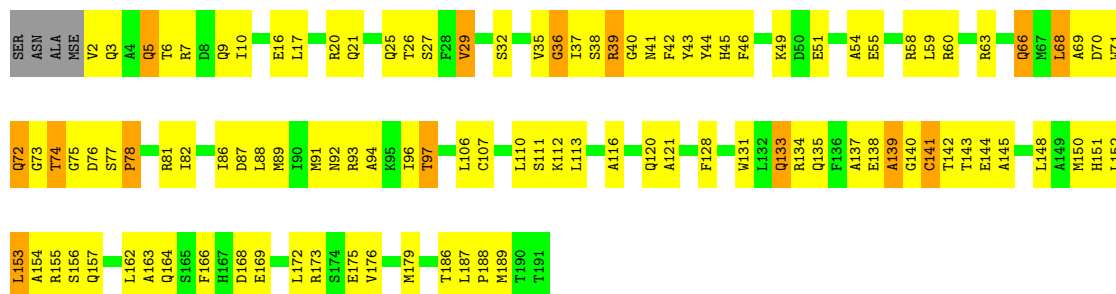 SER ASN ALA MSE V2 Q3 A4 Q5 T6 R7 D8 Q9 I10 E16 L17 R20 Q21 Q25 T26 S27 F28 V29 S32 V35 G36 I37 S38 R39 G40 N41 F42 Y43 Y44 H45 F46 K49 D50 E51 A54 E55 R58 L59 R60 R63 Q66 M67 L68 A69 D70
Q72 G73 T74 G75 D76 S77 P78 R81 I82 I86 D87 L88 M89 I90 M91 N92 R93 A94 K95 I96 T97 L106 C107 L110 S111 K112 L113 A116 Q120 A121 F128 W131 L132 Q133 R134 Q135 F136 A137 E138 A139 G140 C141 T142 T143 E144 A145 L148 A149 M150 H151 L152
L153 A154 R155 S156 Q157 L162 A163 Q164 S165 F166 H167 D168 E169 L172 R173 S174 E175 V176 M179 T186 L187 P188 M189 T190 T191